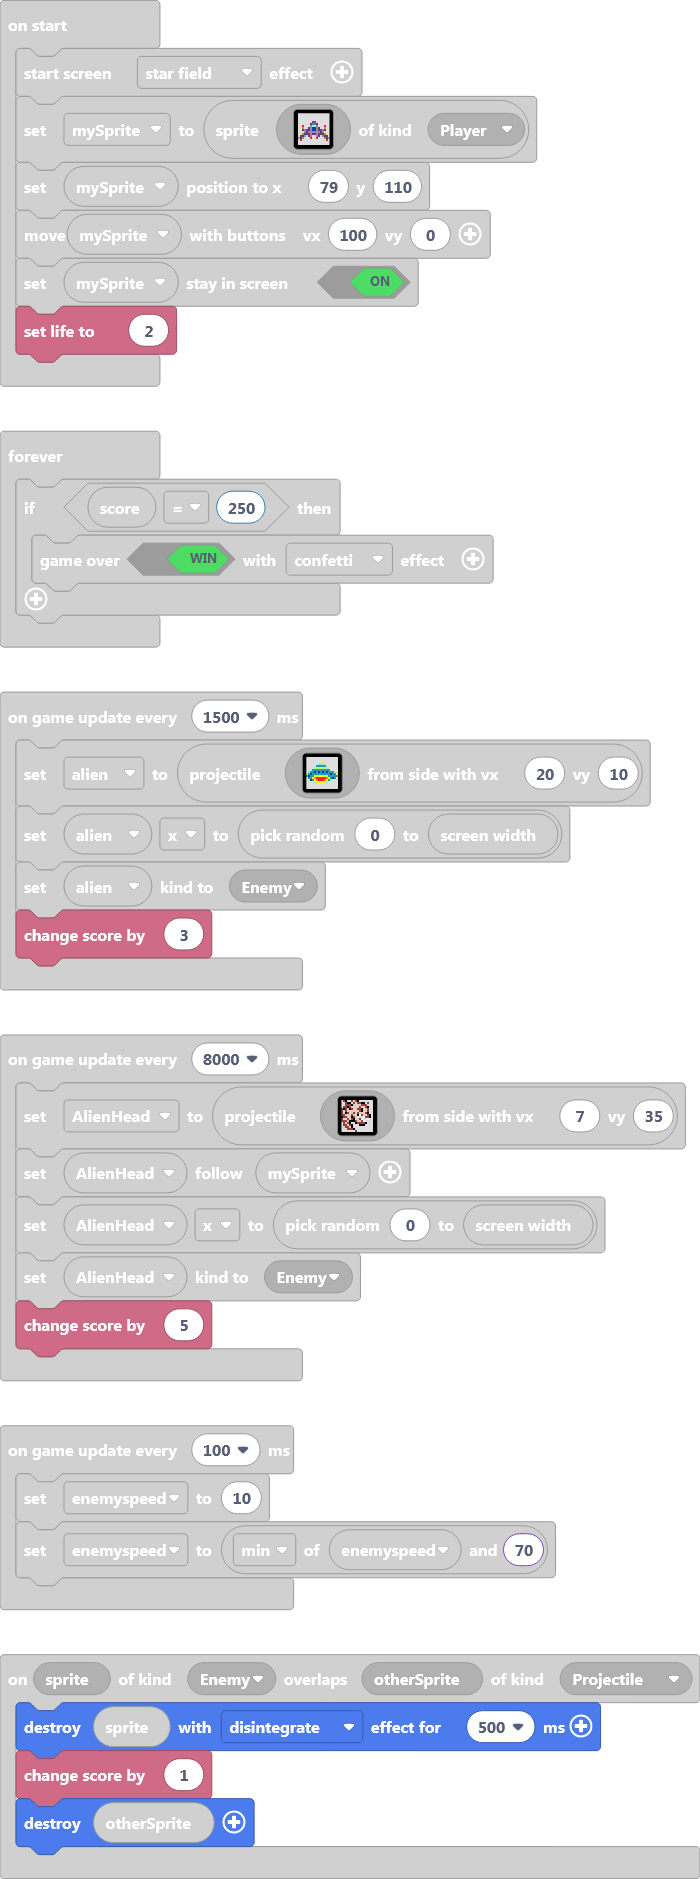 on start
start screen star field effect
set mySprite to sprite of kind Player
set mySprite position to x 79 y 110
move mySprite with buttons vx 100 vy 0
set mySprite stay in screen ON
set life to 2
forever
if score = 250 then
game over WIN with confetti effect
on game update every 1500 ms
set alien to projectile from side with vx 20 vy 10
set alien x to pick random 0 to screen width
set alien kind to Enemy
change score by 3
on game update every 8000 ms
set AlienHead to projectile from side with vx 7 vy 35
set AlienHead follow mySprite
set AlienHead x to pick random 0 to screen width
set AlienHead kind to Enemy
change score by 5
on game update every 100 ms
set enemyspeed to 10
set enemyspeed to min of enemyspeed and 70
on sprite of kind Enemy overlaps otherSprite of kind Projectile
destroy sprite with disintegrate effect for 500 ms
change score by 1
destroy otherSprite